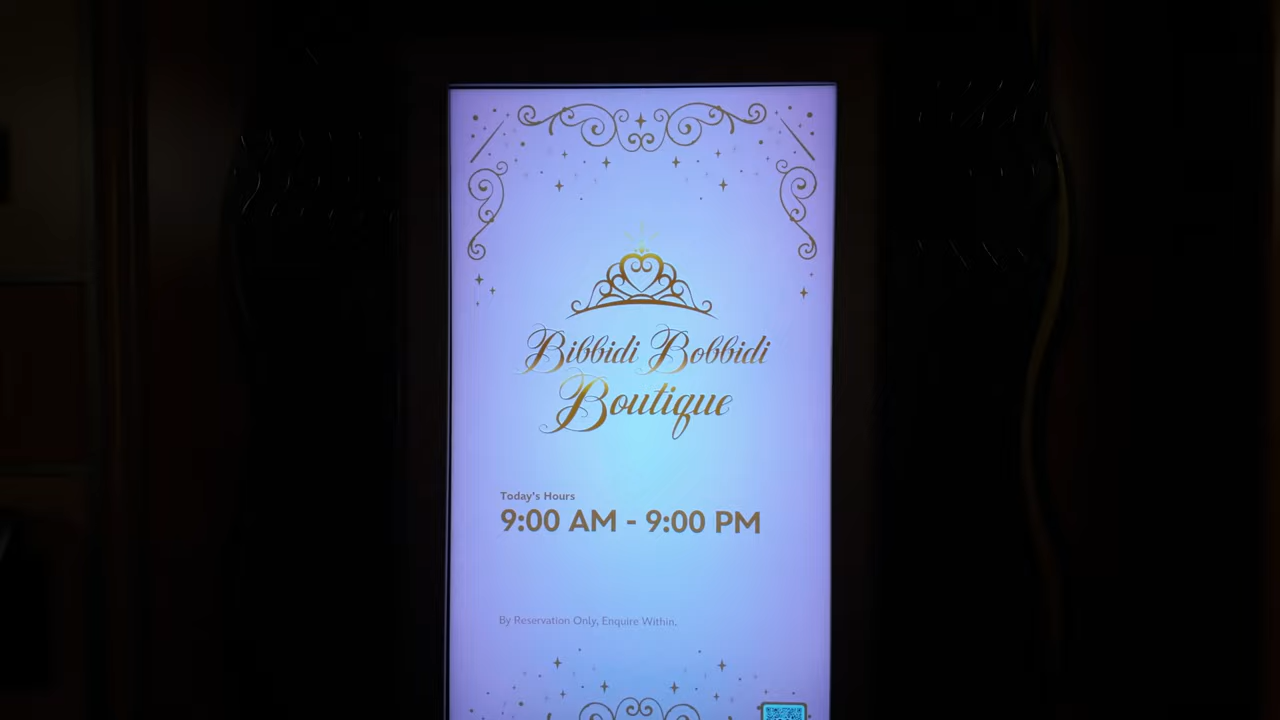 Bibbidi Bobbidi
Boutique
Today's Hours
9:00 AM - 9:00 PM
By Reservation Only, Enquire Within.